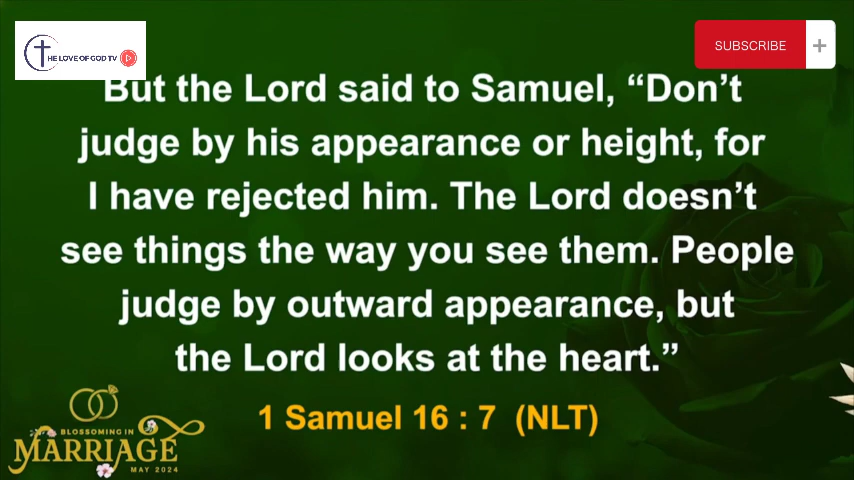 THE LOVE OF GOD TV
SUBSCRIBE +
But the Lord said to Samuel, “Don’t
judge by his appearance or height, for
I have rejected him. The Lord doesn’t
see things the way you see them. People
judge by outward appearance, but
the Lord looks at the heart.”
1 Samuel 16 : 7 (NLT)
BLOSSOMING IN
MARRIAGE
MAY 2024